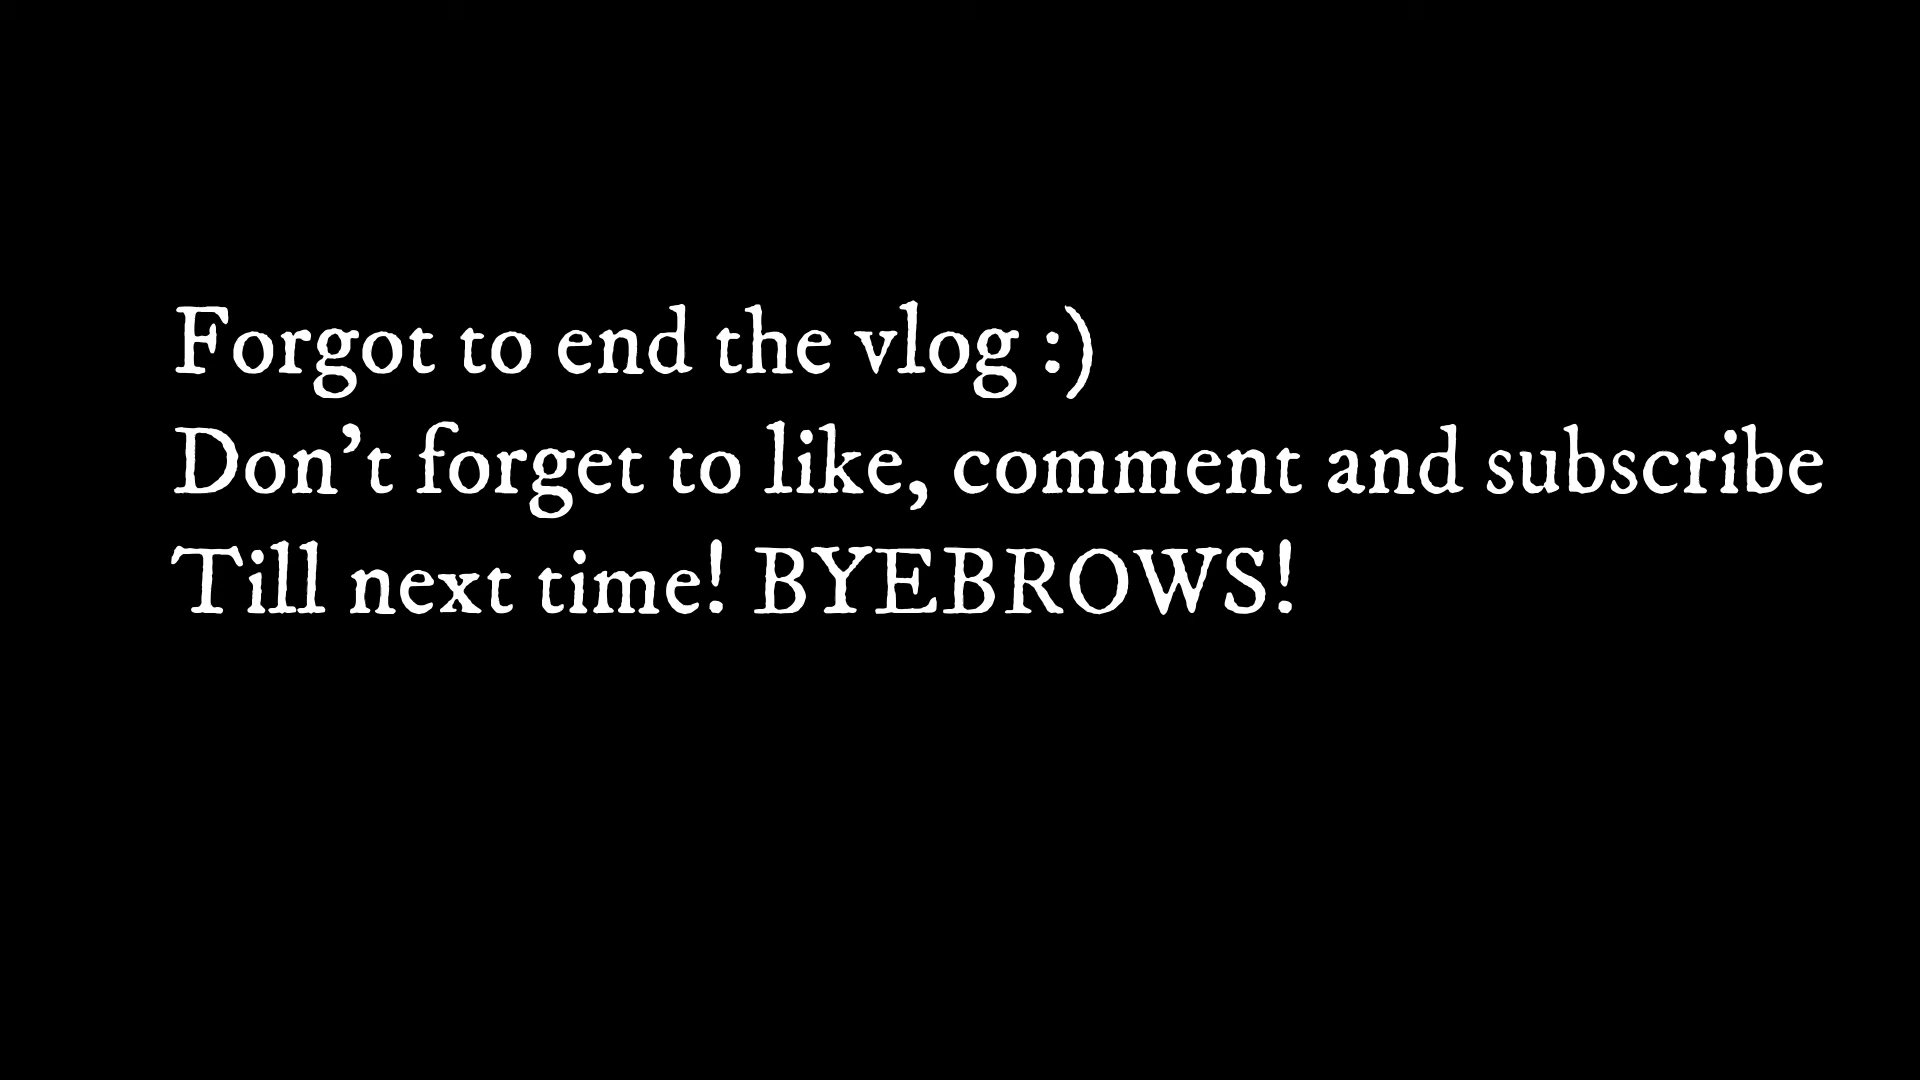 Forgot to end the vlog :)
Don't forget to like, comment and subscribe
Till next time! BYEBROWS!